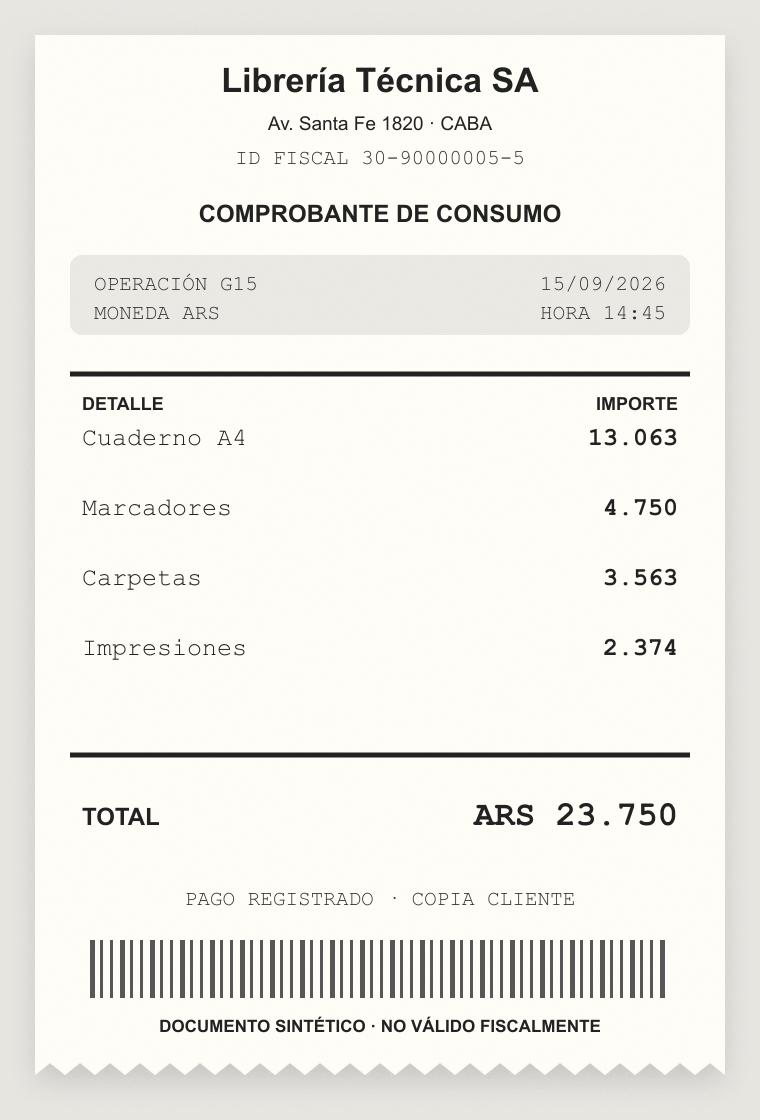 Librería Técnica SA
Av. Santa Fe 1820 · CABA
ID FISCAL 30-90000005-5
COMPROBANTE DE CONSUMO
OPERACIÓN G15 15/09/2026
MONEDA ARS HORA 14:45
DETALLE IMPORTE
Cuaderno A4 13.063
Marcadores 4.750
Carpetas 3.563
Impresiones 2.374
TOTAL ARS 23.750
PAGO REGISTRADO · COPIA CLIENTE
DOCUMENTO SINTÉTICO · NO VÁLIDO FISCALMENTE